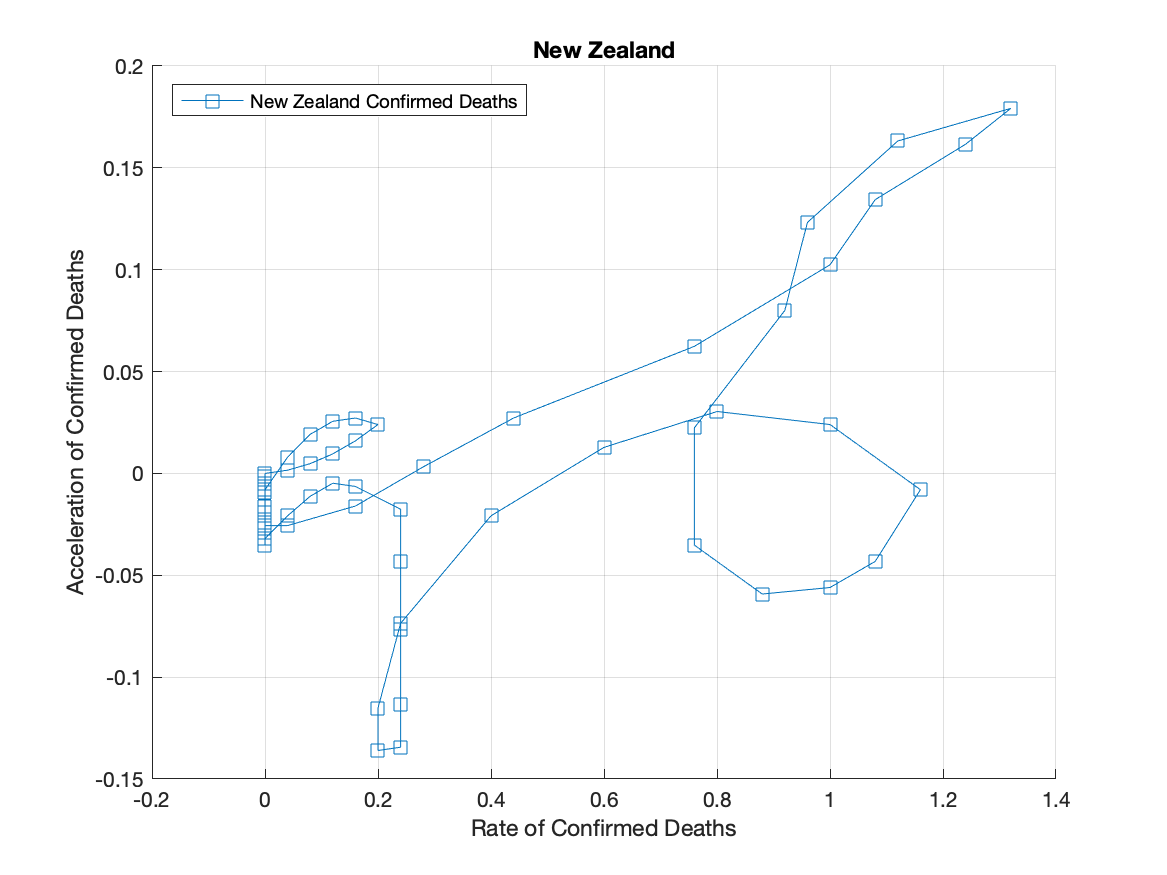 New Zealand
New Zealand Confirmed Deaths
0.2
0.15
0.1
0.05
0
-0.05
-0.1
-0.15
Acceleration of Confirmed Deaths
-0.2 0 0.2 0.4 0.6 0.8 1 1.2 1.4
Rate of Confirmed Deaths